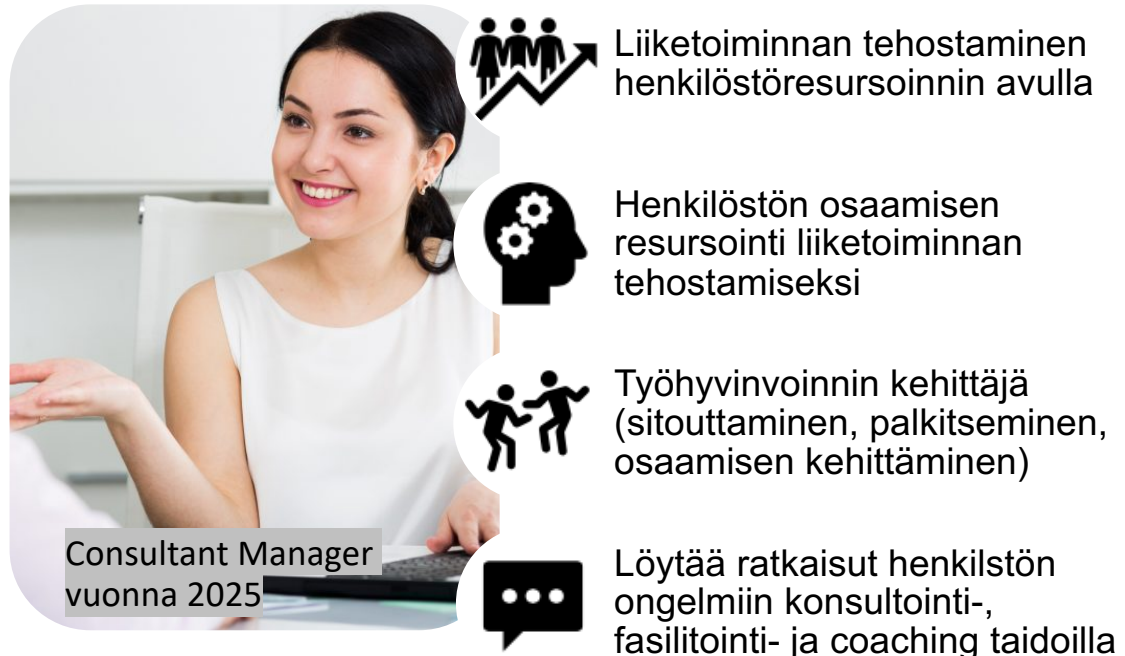 Liiketoiminnan tehostaminen
henkilöstöresursoinnin avulla
Henkilöstön osaamisen
resursointi liiketoiminnan
tehostamiseksi
Työhyvinvoinnin kehittäjä
(sitouttaminen, palkitseminen,
osaamisen kehittäminen)
Löytää ratkaisut henkilstön
ongelmiin konsultointi-,
fasilitointi- ja coaching taidoilla
Consultant Manager
vuonna 2025